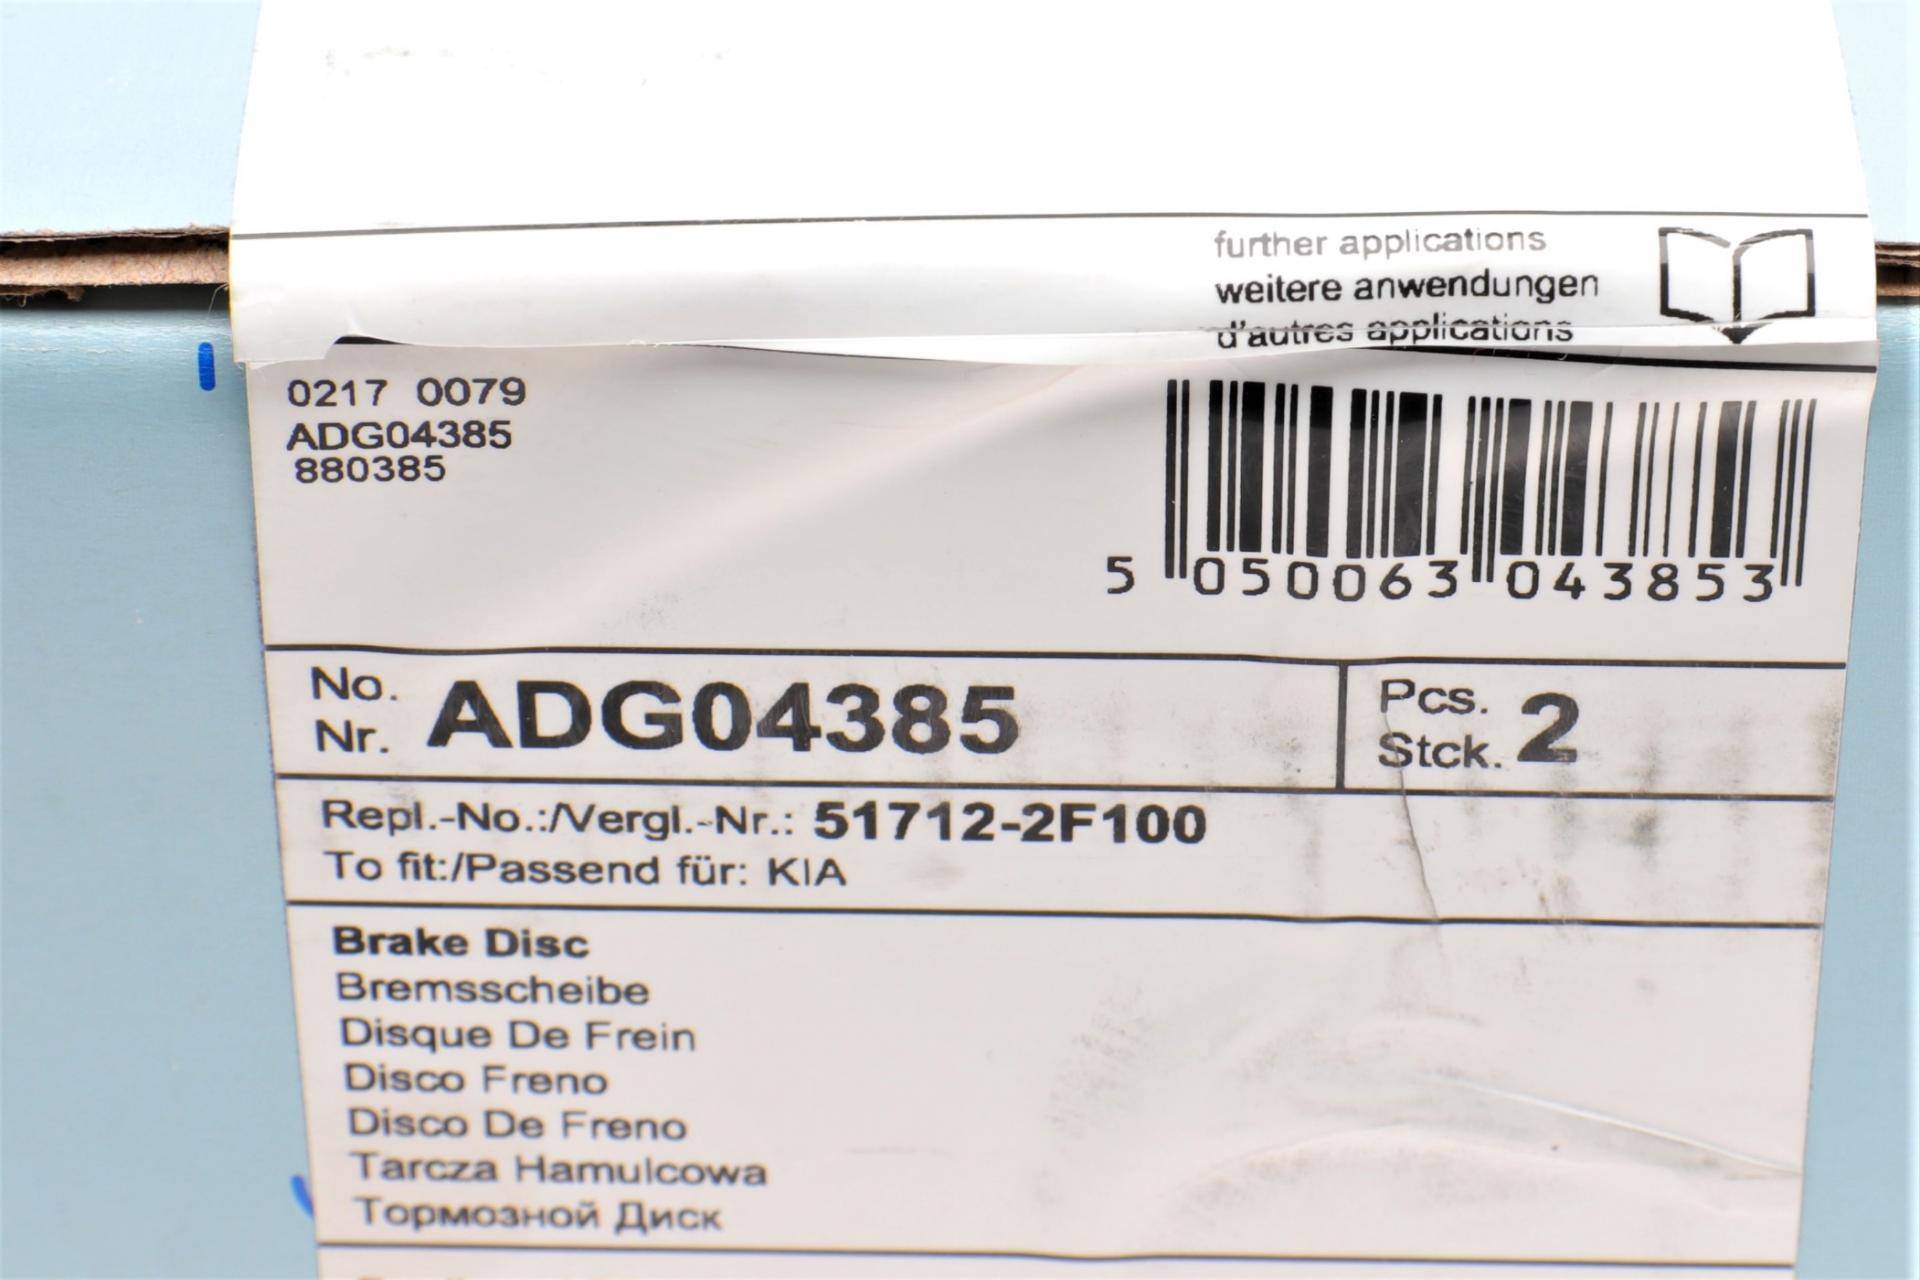 further applications
weitere anwendungen
d'autres applications
0217 0079
ADG04385
880385
5 050063 043853
No.
Nr. ADG04385
Pcs.
Stck. 2
Repl.-No.:/Vergl.-Nr.: 51712-2F100
To fit:/Passend für: KIA
Brake Disc
Bremsscheibe
Disque De Frein
Disco Freno
Disco De Freno
Tarcza Hamulcowa
Тормозной Диск